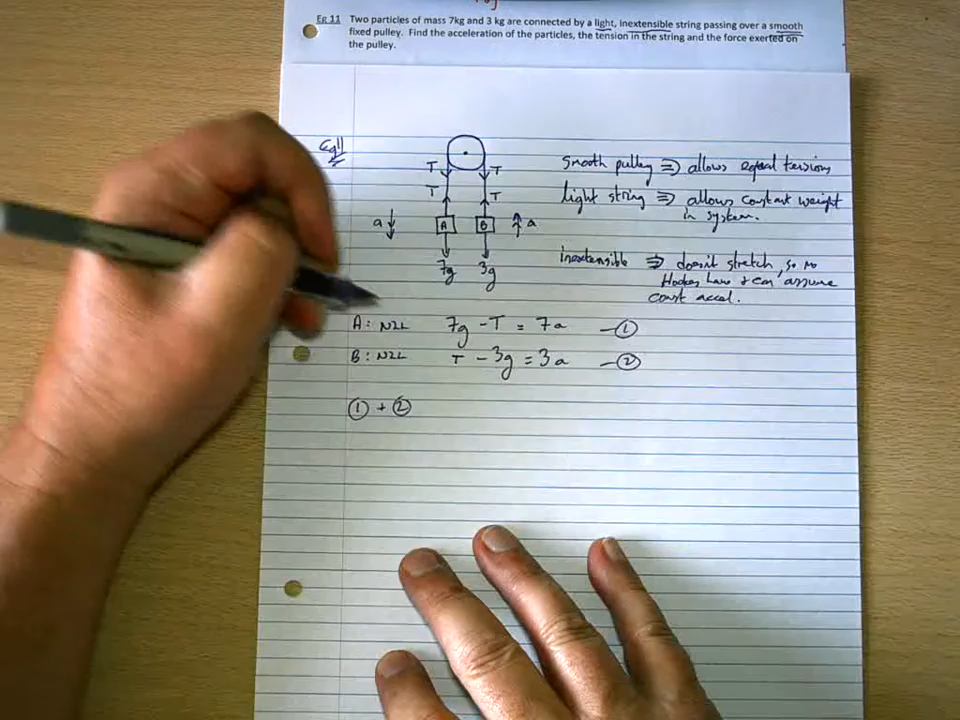 Eg 11 Two particles of mass 7kg and 3 kg are connected by a light, inextensible string passing over a smooth
fixed pulley. Find the acceleration of the particles, the tension in the string and the force exerted on
the pulley.
Eg 11
T T
T T
a A B a
7g 3g
Smooth pulley ⇒ allows equal tensions
light string ⇒ allows constant weight
in system.
inextensible ⇒ doesn't stretch, so no
Hookes Law & can assume
const accel.
A: N2L 7g - T = 7a - ①
B: N2L T - 3g = 3a - ②
① + ②